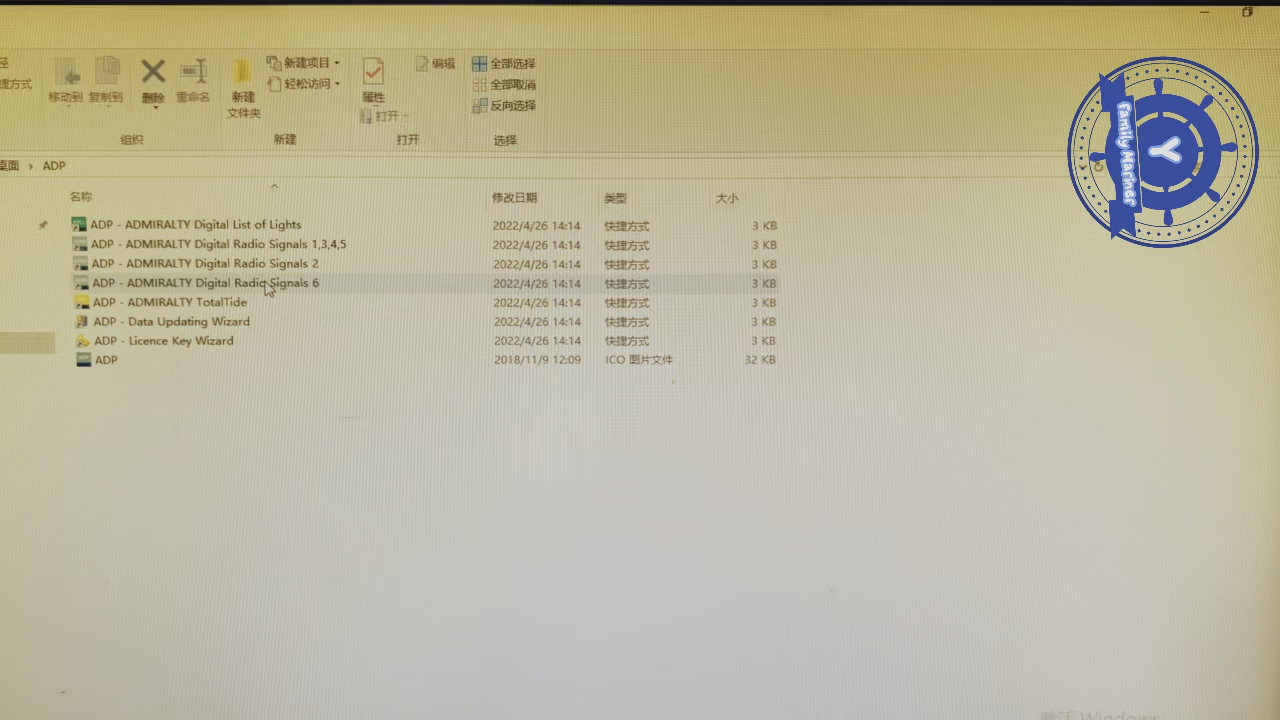 径
新建项目
编辑
全部选择
建方式
移动到
复制到
删除
重命名
新建
文件夹
轻松访问
属性
打开
全部取消
反向选择
组织
新建
打开
选择
桌面 › ADP
名称 修改日期 类型 大小
ADP - ADMIRALTY Digital List of Lights 2022/4/26 14:14 快捷方式 3 KB
ADP - ADMIRALTY Digital Radio Signals 1,3,4,5 2022/4/26 14:14 快捷方式 3 KB
ADP - ADMIRALTY Digital Radio Signals 2 2022/4/26 14:14 快捷方式 3 KB
ADP - ADMIRALTY Digital Radio Signals 6 2022/4/26 14:14 快捷方式 3 KB
ADP - ADMIRALTY TotalTide 2022/4/26 14:14 快捷方式 3 KB
ADP - Data Updating Wizard 2022/4/26 14:14 快捷方式 3 KB
ADP - Licence Key Wizard 2022/4/26 14:14 快捷方式 3 KB
ADP 2018/11/9 12:09 ICO 图片文件 32 KB
family Mariner
Y
激活 Windows